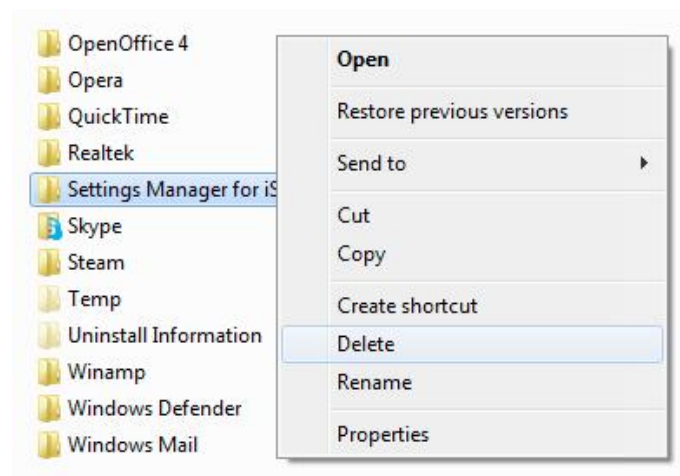 OpenOffice 4
Opera
QuickTime
Realtek
Settings Manager for iS
Skype
Steam
Temp
Uninstall Information
Winamp
Windows Defender
Windows Mail
Open
Restore previous versions
Send to
Cut
Copy
Create shortcut
Delete
Rename
Properties